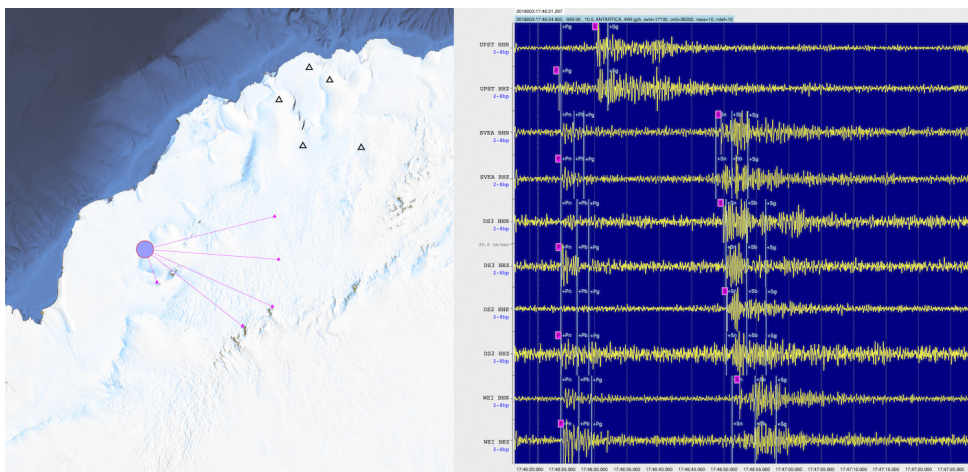 2018003:17:46:21.267
2018003:17:46:24.802, -999.00 , 10.0, ANTARTICA, AWI gph, evid=17130, orid=36200, nass=10, ndef=10
UPST HHN
2-8bp
+Pg +Sg
UPST HHZ
2-8bp
+Pg +Sg
SVEA BHN
2-8bp
+Pn +Pb +Pg +Sn +Sb +Sg
SVEA BHZ
2-8bp
+Pn +Pb +Pg +Sn +Sb +Sg
DS3 HHN
2-8bp
+Pn +Pb +Pg +Sn +Sb +Sg
DS3 HHZ
2-8bp
+Pn +Pb +Pg +Sn +Sb +Sg
DS2 HHN
2-8bp
+Pn +Pb +Pg +Sn +Sb +Sg
DS2 HHZ
2-8bp
+Pn +Pb +Pg +Sn +Sb +Sg
WEI BHN
2-8bp
+Pn +Pb +Pg +Sb +Sg
WEI BHZ
2-8bp
+Pn +Pb +Pg +Sn +Sb +Sg
17:46:20.000 17:46:25.000 17:46:30.000 17:46:35.000 17:46:40.000 17:46:45.000 17:46:50.000 17:46:55.000 17:47:00.000 17:47:05.000 17:47:10.000 17:47:15.000 17:47:20.000 17:47:25.000